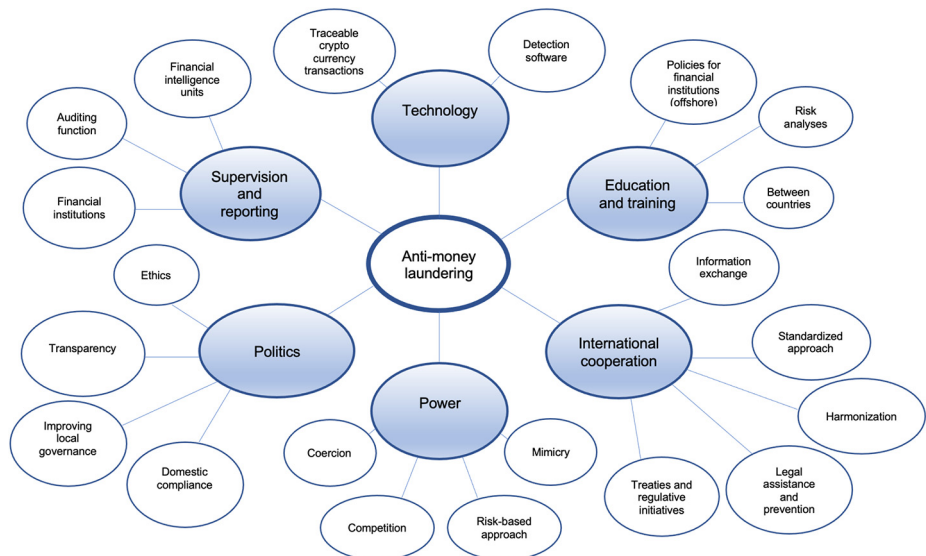 Traceable
crypto
currency
transactions
Detection
software
Financial
intelligence
units
Policies for
financial
institutions
(offshore)
Technology
Auditing
function
Risk
analyses
Supervision
and
reporting
Education
and training
Financial
institutions
Between
countries
Anti-money
laundering
Ethics
Information
exchange
Transparency
Politics
International
cooperation
Standardized
approach
Power
Harmonization
Improving
local
governance
Coercion
Mimicry
Domestic
compliance
Treaties and
regulative
initiatives
Legal
assistance
and
prevention
Competition
Risk-based
approach